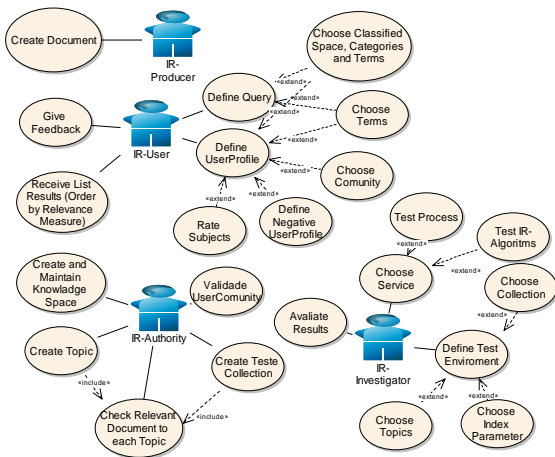 Create Document
IR-
Producer
Choose Classified
Space, Categories
and Terms
«extend»
«extend»
Define Query
«extend»
Choose
Terms
«extend»
Give
Feedback
IR-User
Define
UserProfile
Choose
Comunity
«extend»
Receive List
Results (Order
by Relevance
Measure)
«extend»
«extend»
Rate
Subjects
Define
Negative
UserProfile
Test Process
«extend»
Test IR-
Algoritms
«extend»
Choose
Service
Choose
Collection
«extend»
Create and
Maintain
Knowladge
Space
Validade
UserComunity
IR-Authority
Avaliate
Results
IR-
Investigator
Define Test
Enviroment
Create Topic
Create Teste
Collection
«include»
«include»
Check Relevant
Document to
each Topic
«extend»
«extend»
Choose
Topics
Choose
Index
Parameter